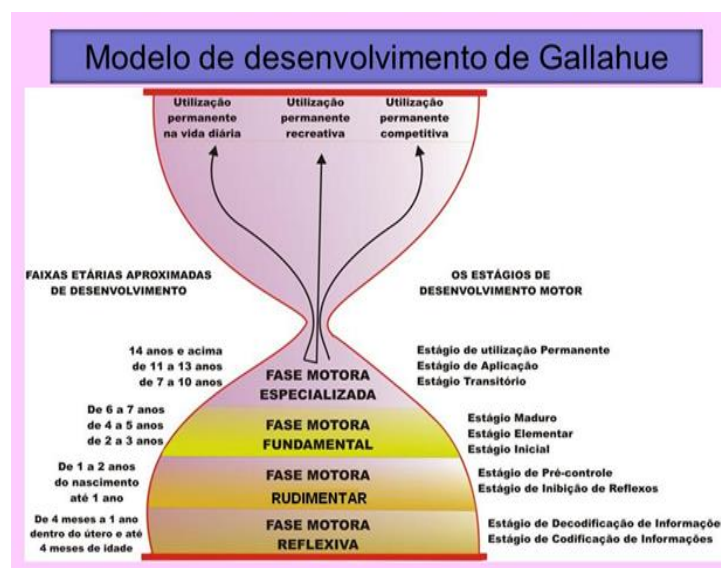 Modelo de desenvolvimento de Gallahue
Utilização
permanente
na vida diária
Utilização
permanente
recreativa
Utilização
permanente
competitiva
FAIXAS ETÁRIAS APROXIMADAS
DE DESENVOLVIMENTO
OS ESTÁGIOS DE
DESENVOLVIMENTO MOTOR
14 anos e acima
de 11 a 13 anos
de 7 a 10 anos
FASE MOTORA
ESPECIALIZADA
Estágio de utilização Permanente
Estágio de Aplicação
Estágio Transitório
De 6 a 7 anos
de 4 a 5 anos
de 2 a 3 anos
FASE MOTORA
FUNDAMENTAL
Estágio Maduro
Estágio Elementar
Estágio Inicial
De 1 a 2 anos
do nascimento
até 1 ano
FASE MOTORA
RUDIMENTAR
Estágio de Pré-controle
Estágio de Inibição de Reflexos
De 4 meses a 1 ano
dentro do útero e até
4 meses de idade
FASE MOTORA
REFLEXIVA
Estágio de Decodificação de Informaçõe
Estágio de Codificação de Informações